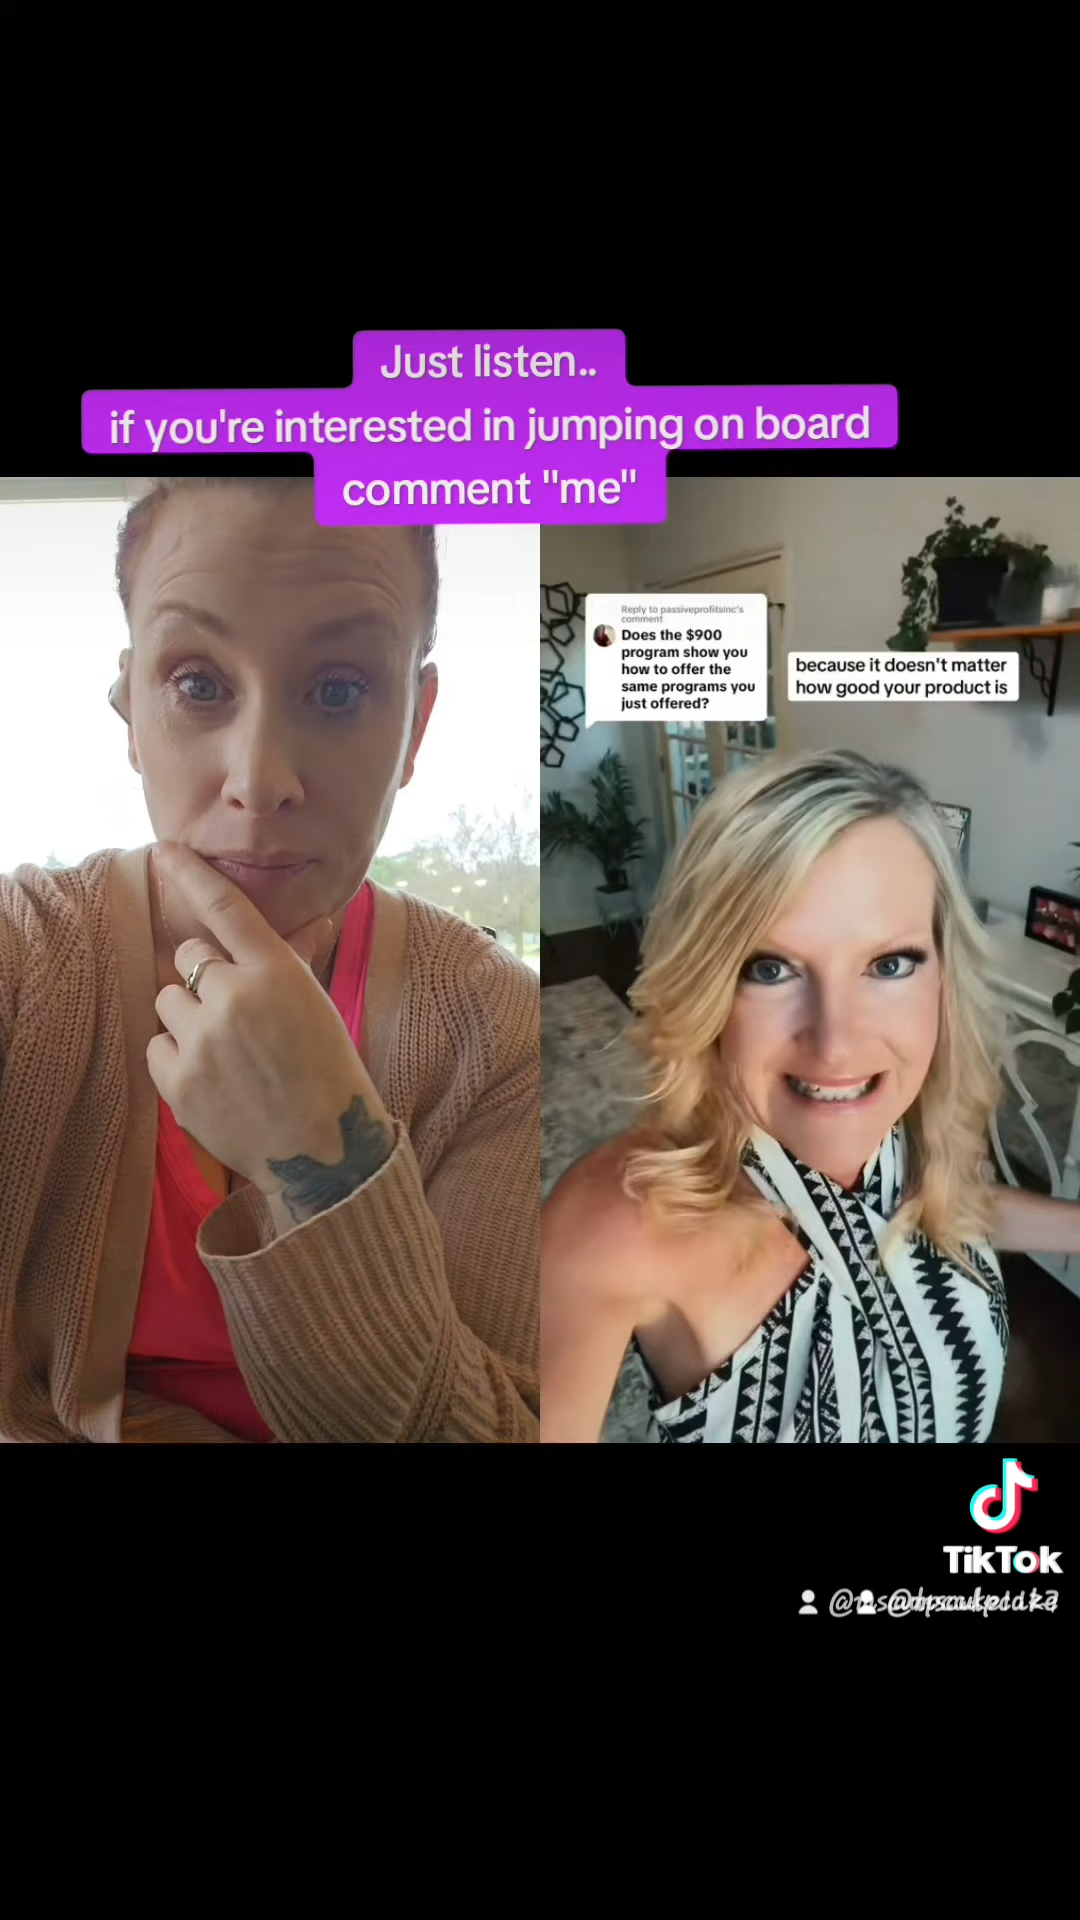 Just listen..
if you're interested in jumping on board
comment "me"
Reply to passiveprofitsinc's
comment
Does the $900
program show you
how to offer the
same programs you
just offered?
because it doesn't matter
how good your product is
TikTok